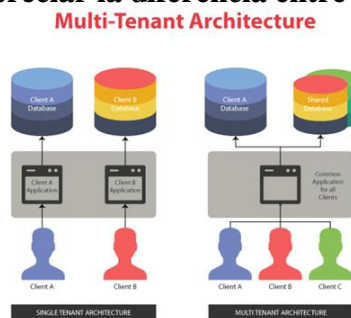 Multi-Tenant Architecture
Client A
Database
Client B
Database
Client A
Database
Shared
Database
Client A
Application
Client B
Application
Common
Application
for all
Clients
Client A
Client B
Client A
Client B
Client C
SINGLE TENANT ARCHITECTURE
MULTI TENANT ARCHITECTURE